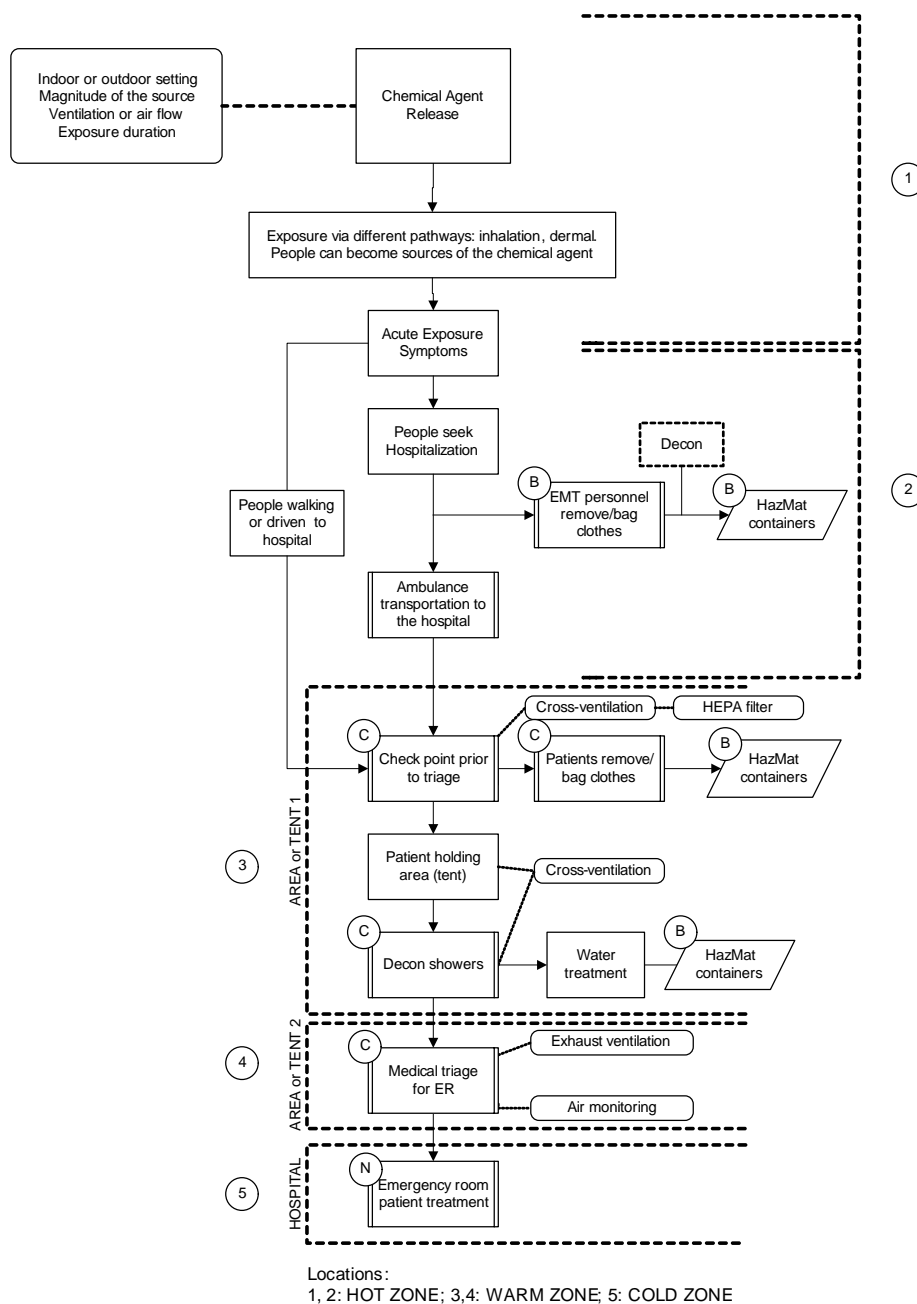 Indoor or outdoor setting
Magnitude of the source
Ventilation or air flow
Exposure duration
Chemical Agent
Release
1
Exposure via different pathways: inhalation, dermal.
People can become sources of the chemical agent
Acute Exposure
Symptoms
People seek
Hospitalization
Decon
2
B
EMT personnel
remove/bag
clothes
B
HazMat
containers
People walking
or driven to
hospital
Ambulance
transportation to
the hospital
Cross-ventilation
HEPA filter
C
Check point prior
to triage
C
Patients remove/
bag clothes
B
HazMat
containers
AREA or TENT 1
3
Patient holding
area (tent)
Cross-ventilation
C
Decon showers
Water
treatment
B
HazMat
containers
AREA or TENT 2
4
C
Medical triage
for ER
Exhaust ventilation
Air monitoring
HOSPITAL
5
N
Emergency room
patient treatment
Locations:
1, 2: HOT ZONE; 3,4: WARM ZONE; 5: COLD ZONE